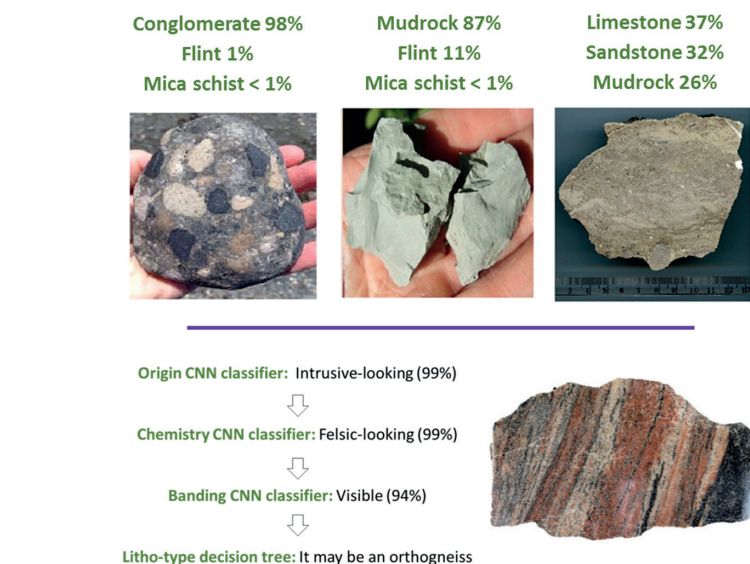 Conglomerate 98%
Flint 1%
Mica schist < 1%
Mudrock 87%
Flint 11%
Mica schist < 1%
Limestone 37%
Sandstone 32%
Mudrock 26%
Origin CNN classifier: Intrusive-looking (99%)
Chemistry CNN classifier: Felsic-looking (99%)
Banding CNN classifier: Visible (94%)
Litho-type decision tree: It may be an orthogneiss